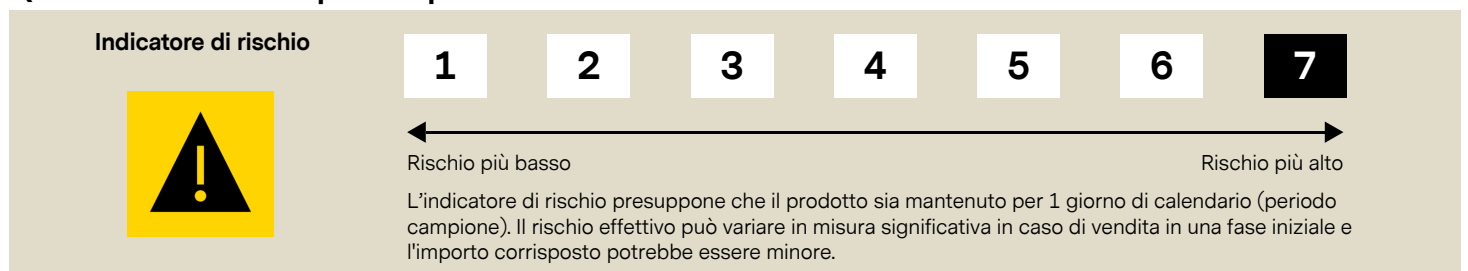 Indicatore di rischio
1 2 3 4 5 6 7
Rischio più basso Rischio più alto
L'indicatore di rischio presuppone che il prodotto sia mantenuto per 1 giorno di calendario (periodo
campione). Il rischio effettivo può variare in misura significativa in caso di vendita in una fase iniziale e
l'importo corrisposto potrebbe essere minore.